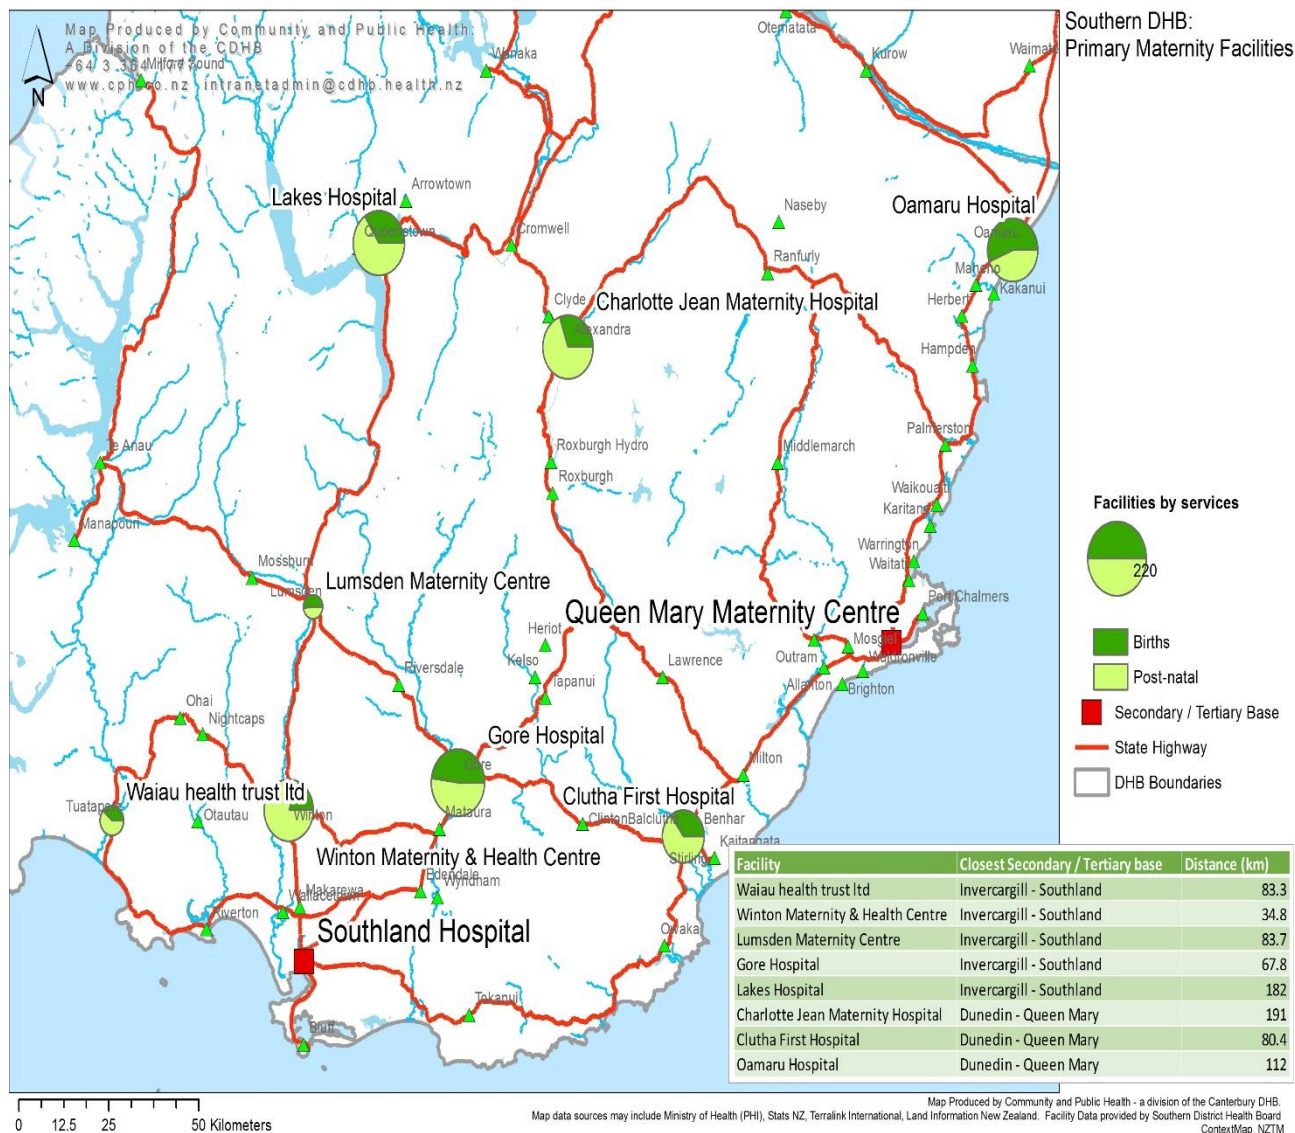 Map Produced by Community and Public Health:
A Division of the CDHB
+64 3 364 1777
www.cph.co.nz intranetadmin@cdhb.health.nz
Milford Sound
N
Southern DHB:
Primary Maternity Facilities
Otematata
Kurow
Waimate
Wanaka
Lakes Hospital
Arrowtown
Queenstown
Cromwell
Naseby
Oamaru Hospital
Oamaru
Ranfurly
Maheno
Kakanui
Clyde
Charlotte Jean Maternity Hospital
Herbert
Alexandra
Hampden
Te Anau
Roxburgh Hydro
Middlemarch
Palmerston
Roxburgh
Waikouaiti
Karitane
Manapouri
Warrington
Waitati
Mossburn
Lumsden Maternity Centre
Lumsden
Queen Mary Maternity Centre
Port Chalmers
Heriot
Mosgiel
Outram
Waldronville
Kelso
Lawrence
Riversdale
Tapanui
Allanton
Brighton
Ohai
Nightcaps
Gore Hospital
Gore
Milton
Waiau health trust ltd
Clutha First Hospital
Tuatapere
Otautau
Winton
Mataura
Clinton
Balclutha
Benhar
Stirling
Kaitangata
Winton Maternity & Health Centre
Edendale
Wyndham
Makarewa
Wallacetown
Riverton
Southland Hospital
Owaka
Tokanui
Bluff
Facilities by services
220
Births
Post-natal
Secondary / Tertiary Base
State Highway
DHB Boundaries
Facility Closest Secondary / Tertiary base Distance (km)
Waiau health trust ltd Invercargill - Southland 83.3
Winton Maternity & Health Centre Invercargill - Southland 34.8
Lumsden Maternity Centre Invercargill - Southland 83.7
Gore Hospital Invercargill - Southland 67.8
Lakes Hospital Invercargill - Southland 182
Charlotte Jean Maternity Hospital Dunedin - Queen Mary 191
Clutha First Hospital Dunedin - Queen Mary 80.4
Oamaru Hospital Dunedin - Queen Mary 112
0 12.5 25 50 Kilometers
Map Produced by Community and Public Health - a division of the Canterbury DHB.
Map data sources may include Ministry of Health (PHI), Stats NZ, Terralink International, Land Information New Zealand. Facility Data provided by Southern District Health Board
ContextMap_NZTM